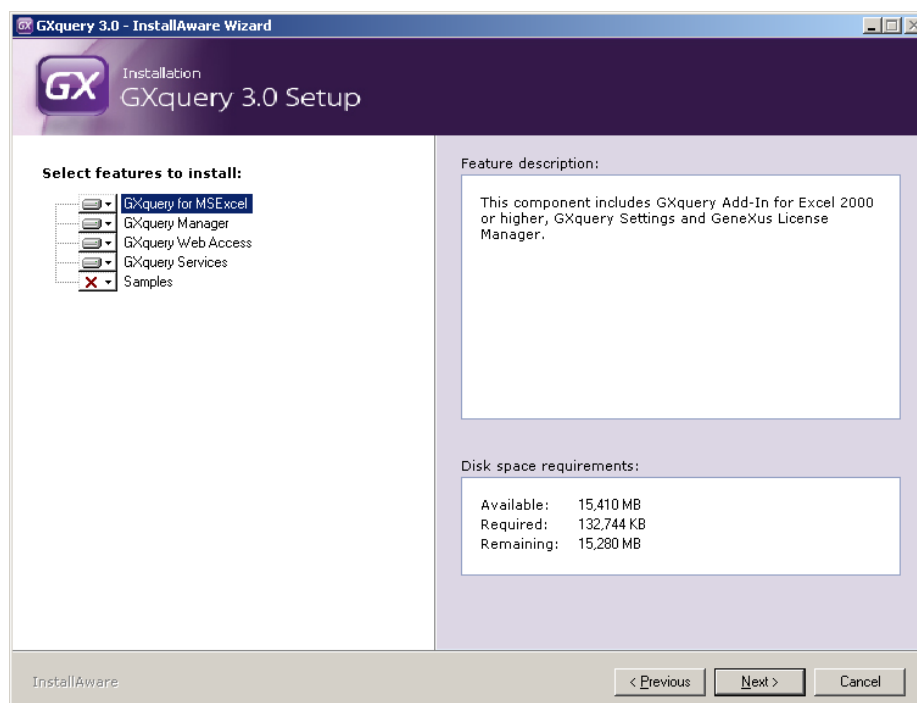 GXquery 3.0 - InstallAware Wizard
GX
Installation
GXquery 3.0 Setup
Select features to install:
GXquery for MSExcel
GXquery Manager
GXquery Web Access
GXquery Services
Samples
Feature description:
This component includes GXquery Add-In for Excel 2000
or higher, GXquery Settings and GeneXus License
Manager.
Disk space requirements:
Available: 15,410 MB
Required: 132,744 KB
Remaining: 15,280 MB
InstallAware
< Previous
Next >
Cancel